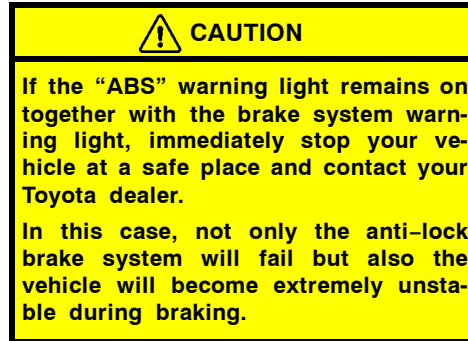 CAUTION
If the “ABS” warning light remains on
together with the brake system warn-
ing light, immediately stop your ve-
hicle at a safe place and contact your
Toyota dealer.
In this case, not only the anti–lock
brake system will fail but also the
vehicle will become extremely unsta-
ble during braking.